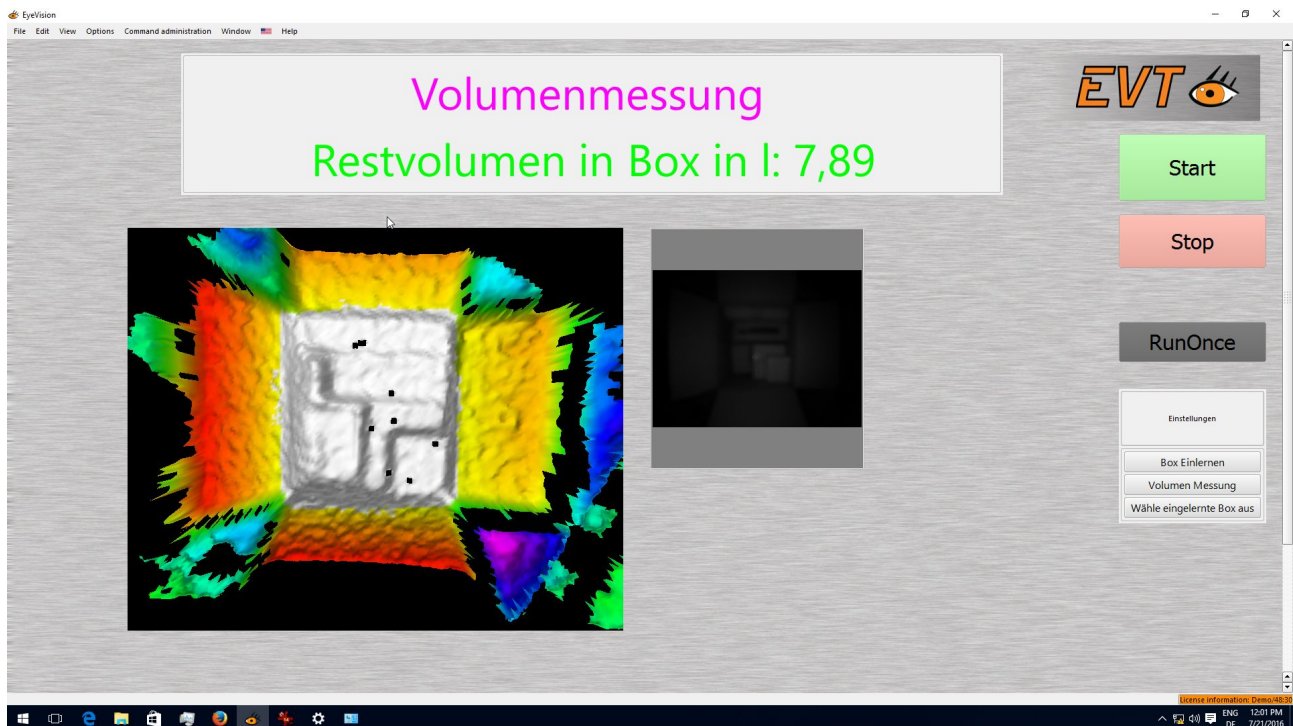 EyeVision
File Edit View Options Command administration Window Help
Volumenmessung
Restvolumen in Box in l: 7,89
EVT
Start
Stop
RunOnce
Einstellungen
Box Einlernen
Volumen Messung
Wähle eingelernte Box aus
License information: Demo/48:30
ENG 12:01 PM
DE 7/21/2016